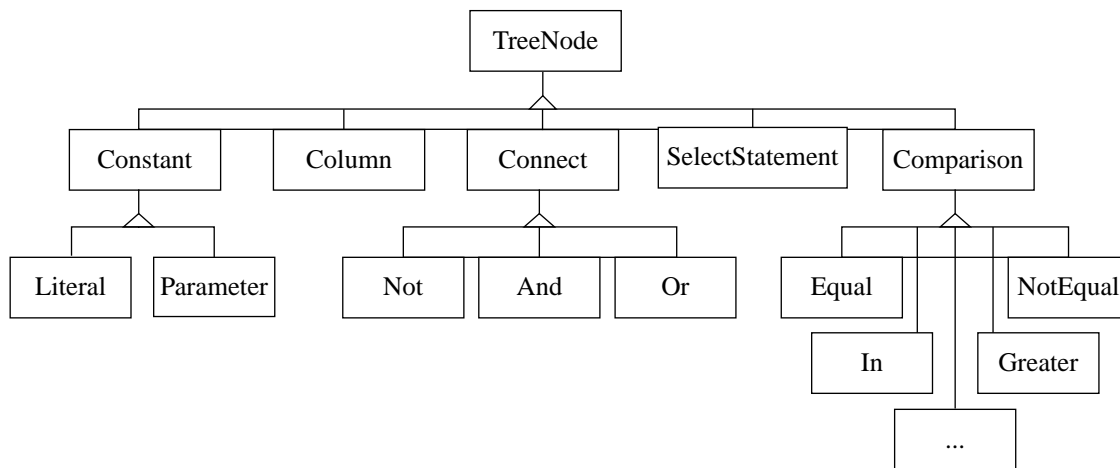 TreeNode
Constant
Column
Connect
SelectStatement
Comparison
Literal
Parameter
Not
And
Or
Equal
NotEqual
In
Greater
...